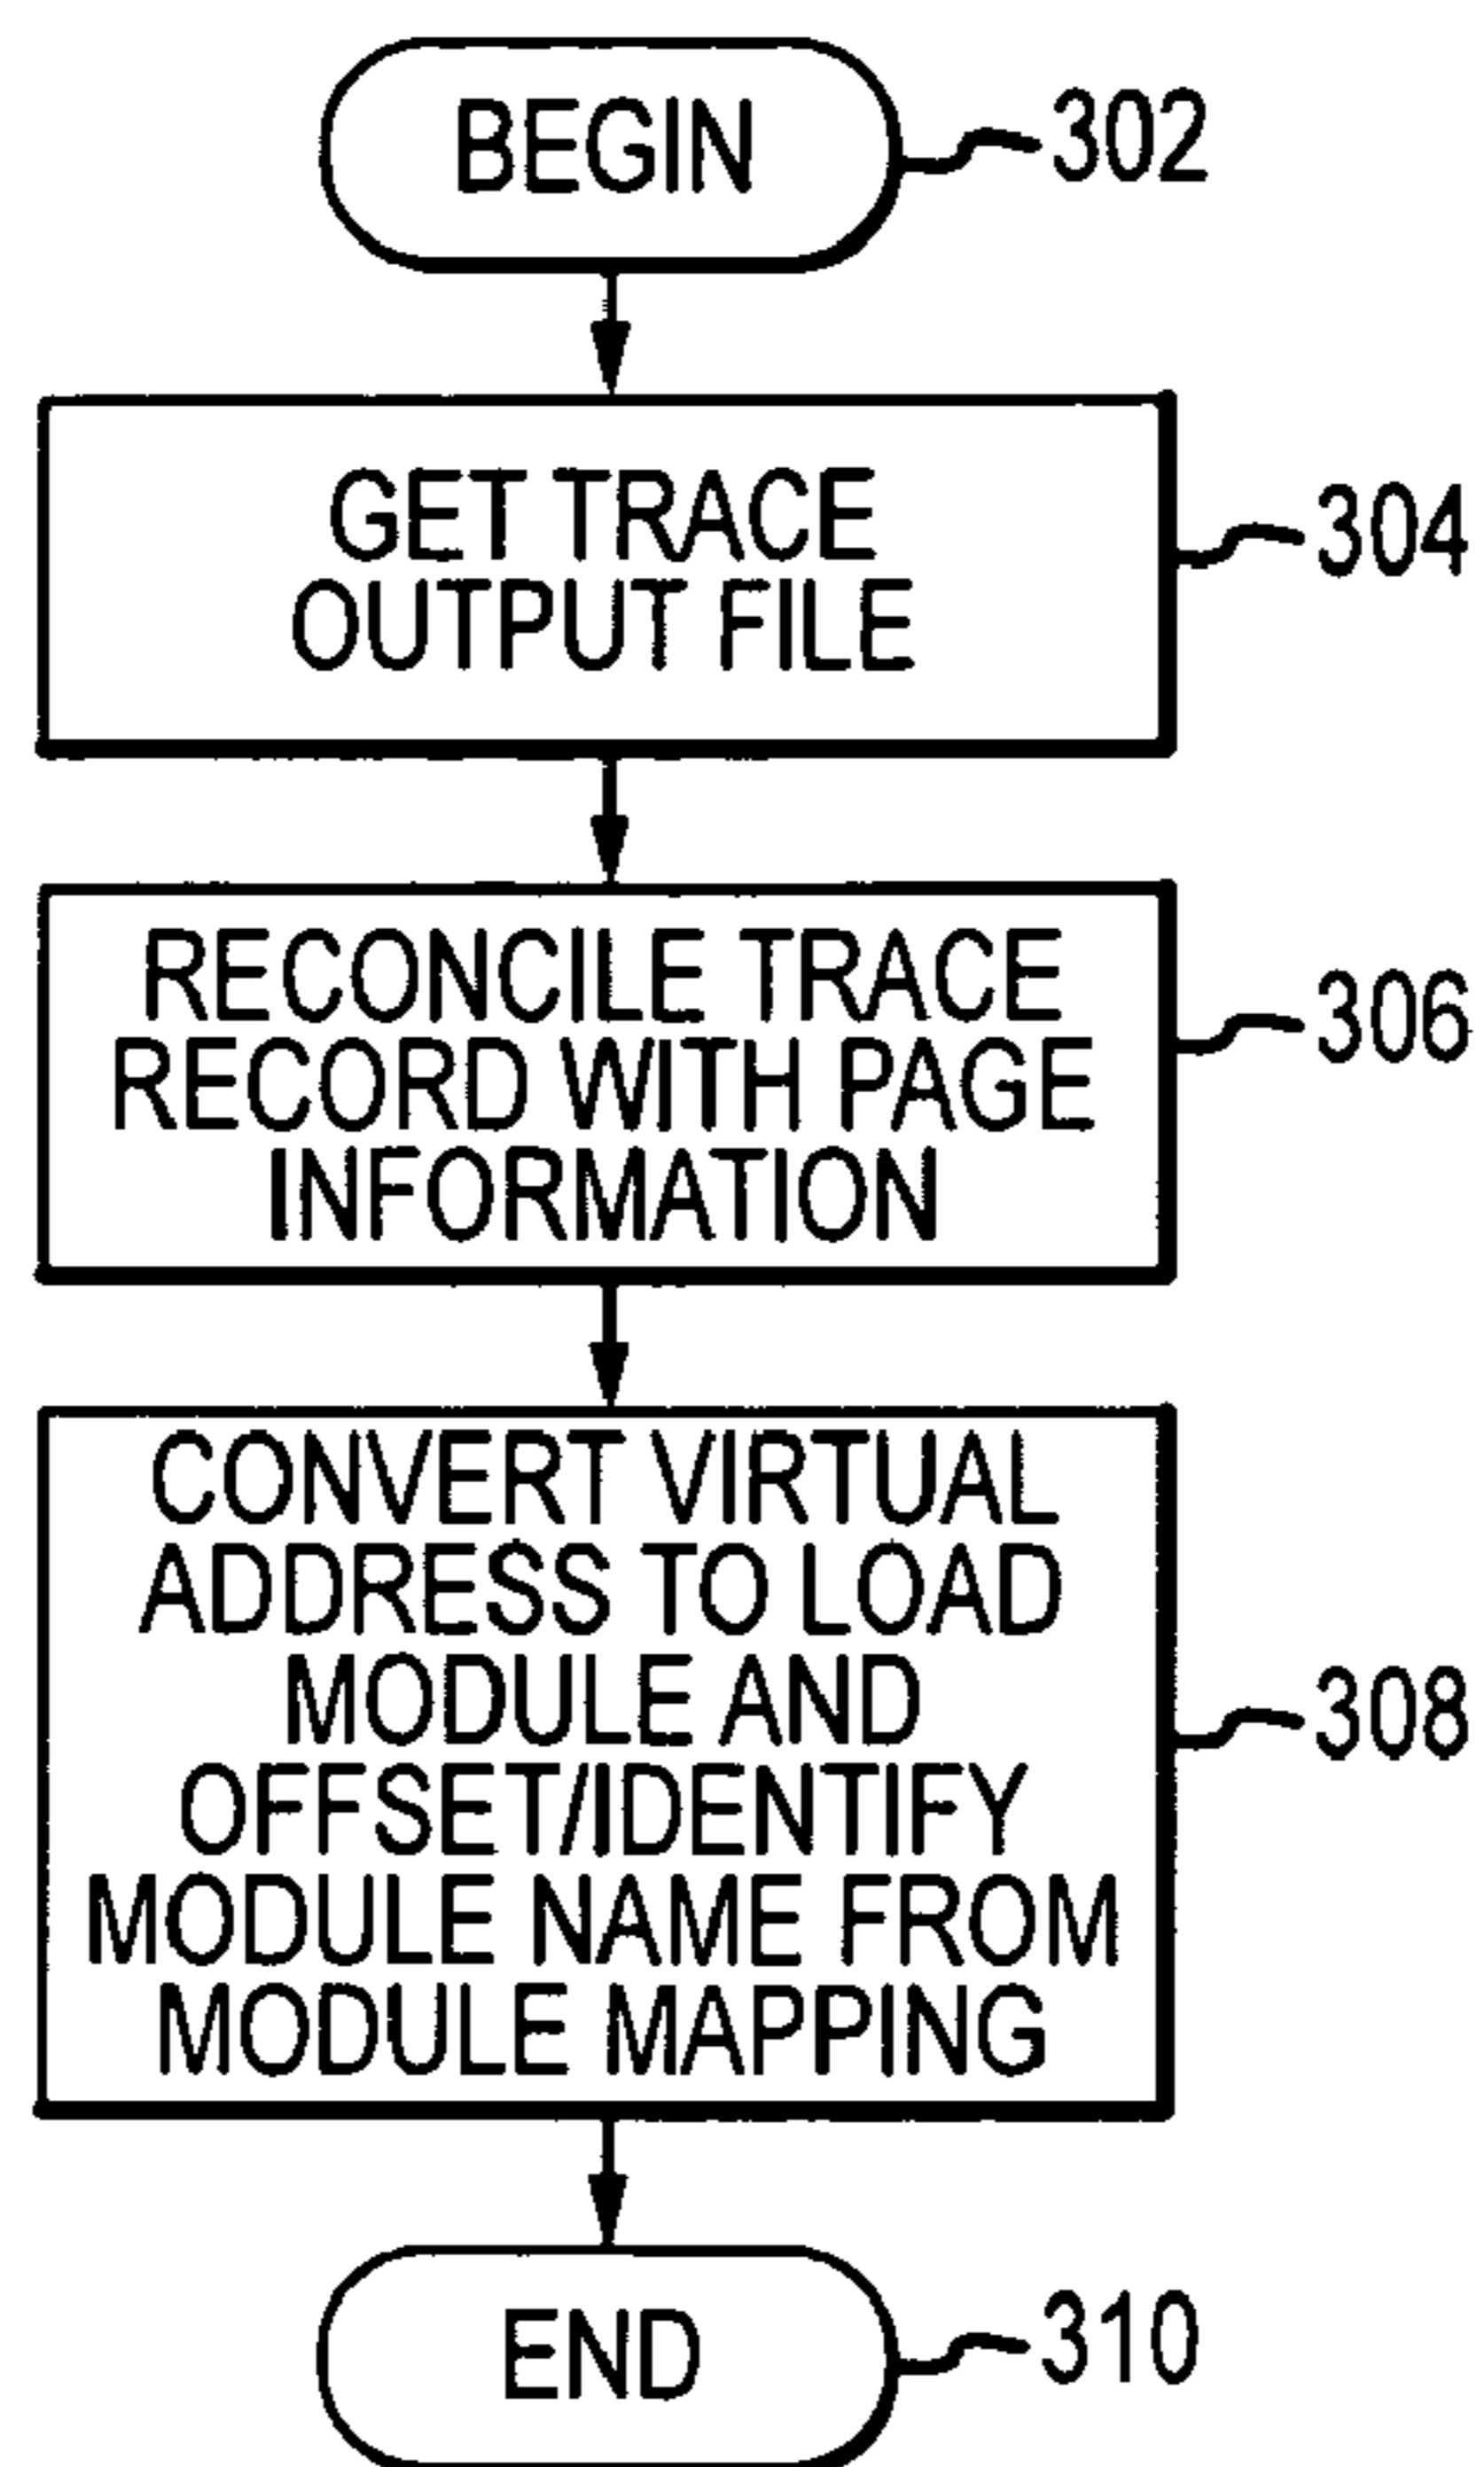 BEGIN
302
GET TRACE
OUTPUT FILE
304
RECONCILE TRACE
RECORD WITH PAGE
INFORMATION
306
CONVERT VIRTUAL
ADDRESS TO LOAD
MODULE AND
OFFSET/IDENTIFY
MODULE NAME FROM
MODULE MAPPING
308
END
310